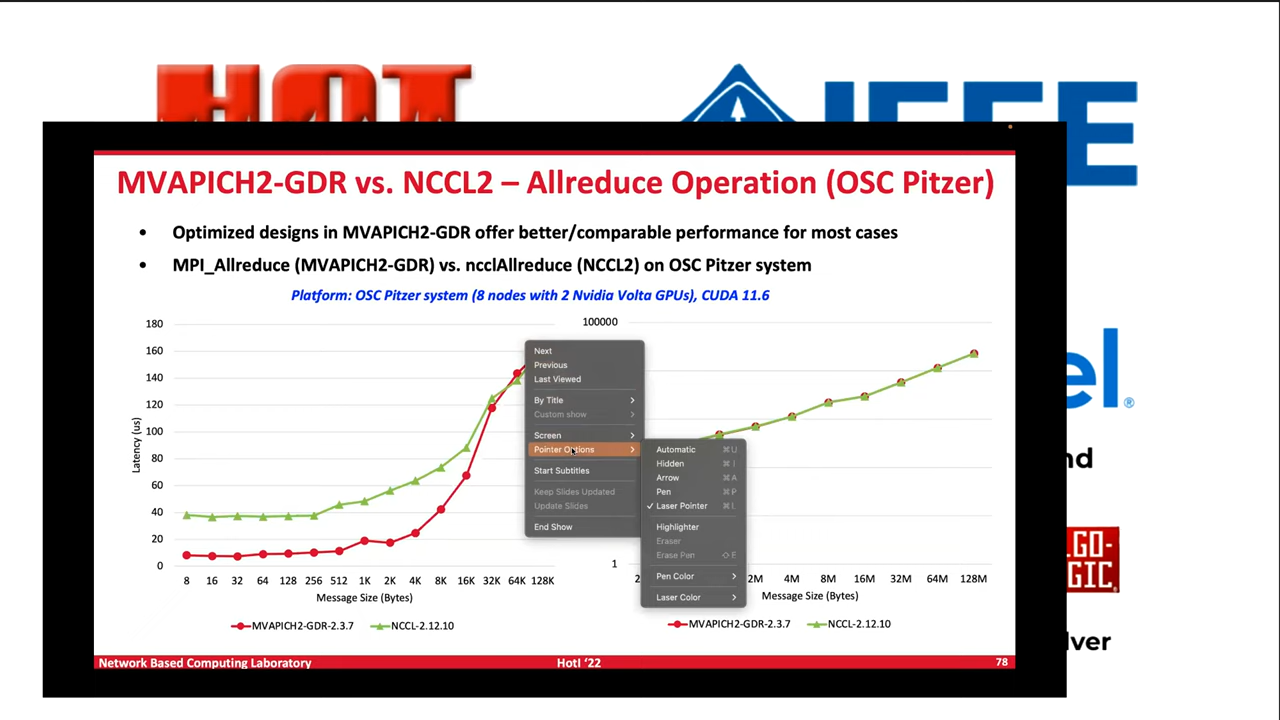 HOT
IEEE
MVAPICH2-GDR vs. NCCL2 – Allreduce Operation (OSC Pitzer)
• Optimized designs in MVAPICH2-GDR offer better/comparable performance for most cases
• MPI_Allreduce (MVAPICH2-GDR) vs. ncclAllreduce (NCCL2) on OSC Pitzer system
Platform: OSC Pitzer system (8 nodes with 2 Nvidia Volta GPUs), CUDA 11.6
180
160
140
120
100
80
60
40
20
0
Latency (us)
8 16 32 64 128 256 512 1K 2K 4K 8K 16K 32K 64K 128K
Message Size (Bytes)
MVAPICH2-GDR-2.3.7 NCCL-2.12.10
100000
1
2M 4M 8M 16M 32M 64M 128M
Message Size (Bytes)
MVAPICH2-GDR-2.3.7 NCCL-2.12.10
Next
Previous
Last Viewed
By Title
Custom show
Screen
Pointer Options
Start Subtitles
Keep Slides Updated
Update Slides
End Show
Automatic ⌘U
Hidden ⌘I
Arrow ⌘A
Pen ⌘P
✓ Laser Pointer ⌘L
Highlighter
Eraser
Erase Pen ⇧E
Pen Color
Laser Color
Network Based Computing Laboratory
HotI ‘22
78
el®
nd
GO-
GIC®
lver